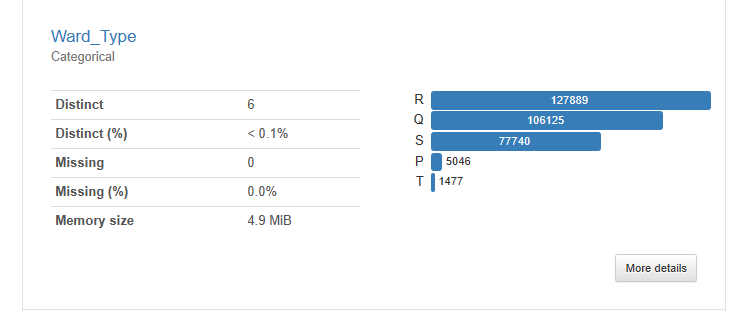 Ward_Type
Categorical
Distinct 6
Distinct (%) < 0.1%
Missing 0
Missing (%) 0.0%
Memory size 4.9 MiB
R 127889
Q 106125
S 77740
P 5046
T 1477
More details